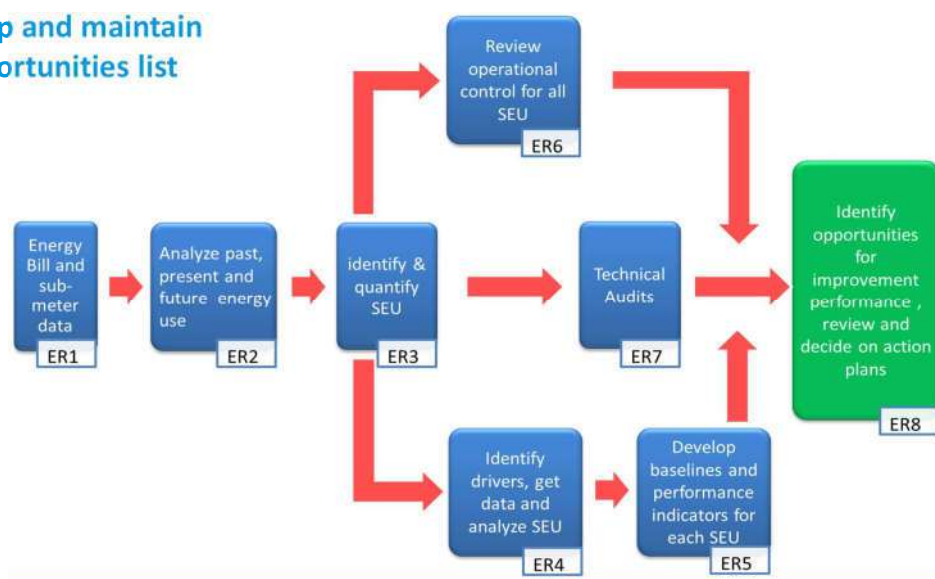 p and maintain
ortunities list
Review
operational
control for all
SEU
ER6
Energy
Bill and
sub-
meter
data
ER1
Analyze past,
present and
future energy
use
ER2
identify &
quantify
SEU
ER3
Technical
Audits
ER7
Identify
opportunities
for
improvement
performance ,
review and
decide on action
plans
ER8
Identify
drivers, get
data and
analyze SEU
ER4
Develop
baselines and
performance
indicators for
each SEU
ER5